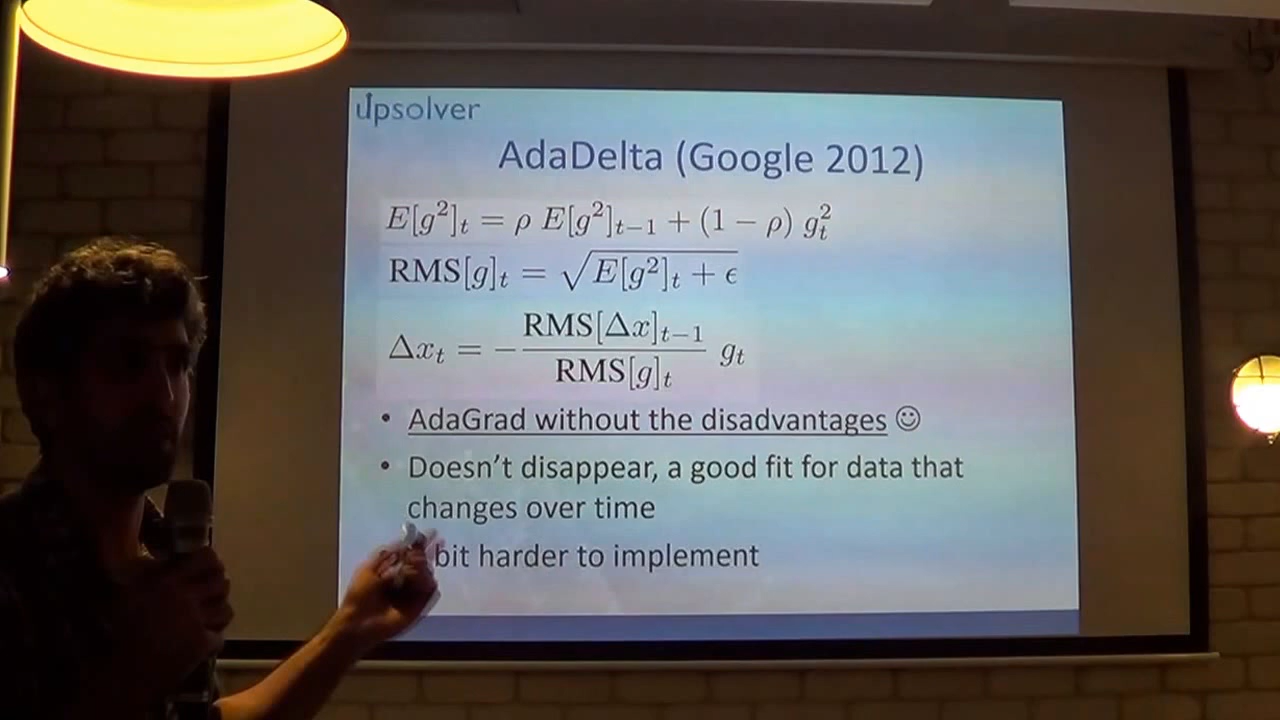 upsolver
AdaDelta (Google 2012)
E[g²]ₜ = ρ E[g²]ₜ₋₁ + (1 − ρ) gₜ²
RMS[g]ₜ = √(E[g²]ₜ + ϵ)
Δxₜ = − RMS[Δx]ₜ₋₁ / RMS[g]ₜ gₜ
• AdaGrad without the disadvantages ☺
• Doesn't disappear, a good fit for data that
changes over time
bit harder to implement